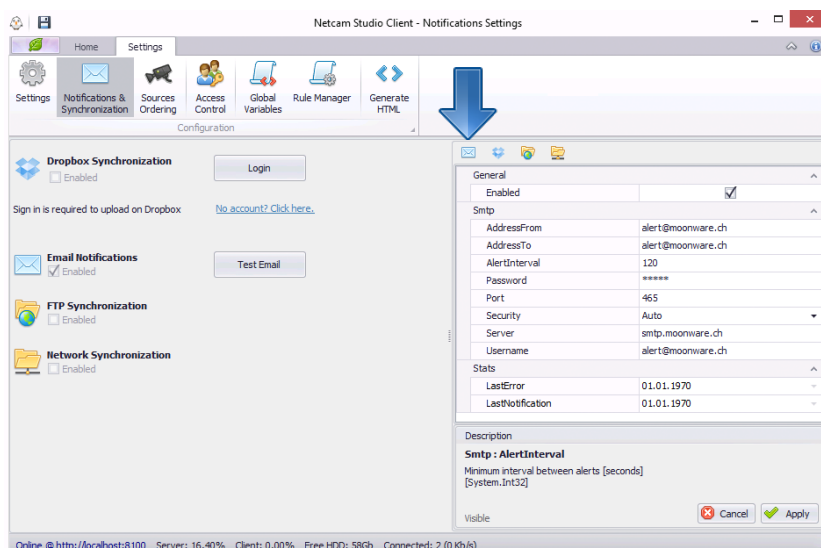 Netcam Studio Client - Notifications Settings
Home Settings
Settings
Notifications & Synchronization
Sources Ordering
Access Control
Global Variables
Rule Manager
Generate HTML
Configuration
Dropbox Synchronization
Enabled
Login
Sign in is required to upload on Dropbox
No account? Click here.
Email Notifications
Enabled
Test Email
FTP Synchronization
Enabled
Network Synchronization
Enabled
General
Enabled
Smtp
AddressFrom alert@moonware.ch
AddressTo alert@moonware.ch
AlertInterval 120
Password *****
Port 465
Security Auto
Server smtp.moonware.ch
Username alert@moonware.ch
Stats
LastError 01.01.1970
LastNotification 01.01.1970
Description
Smtp : AlertInterval
Minimum interval between alerts [seconds]
[System.Int32]
Visible
Cancel Apply
Online @ http://localhost:8100 Server: 16.40% Client: 0.00% Free HDD: 58Gb Connected: 2 (0 Kb/s)